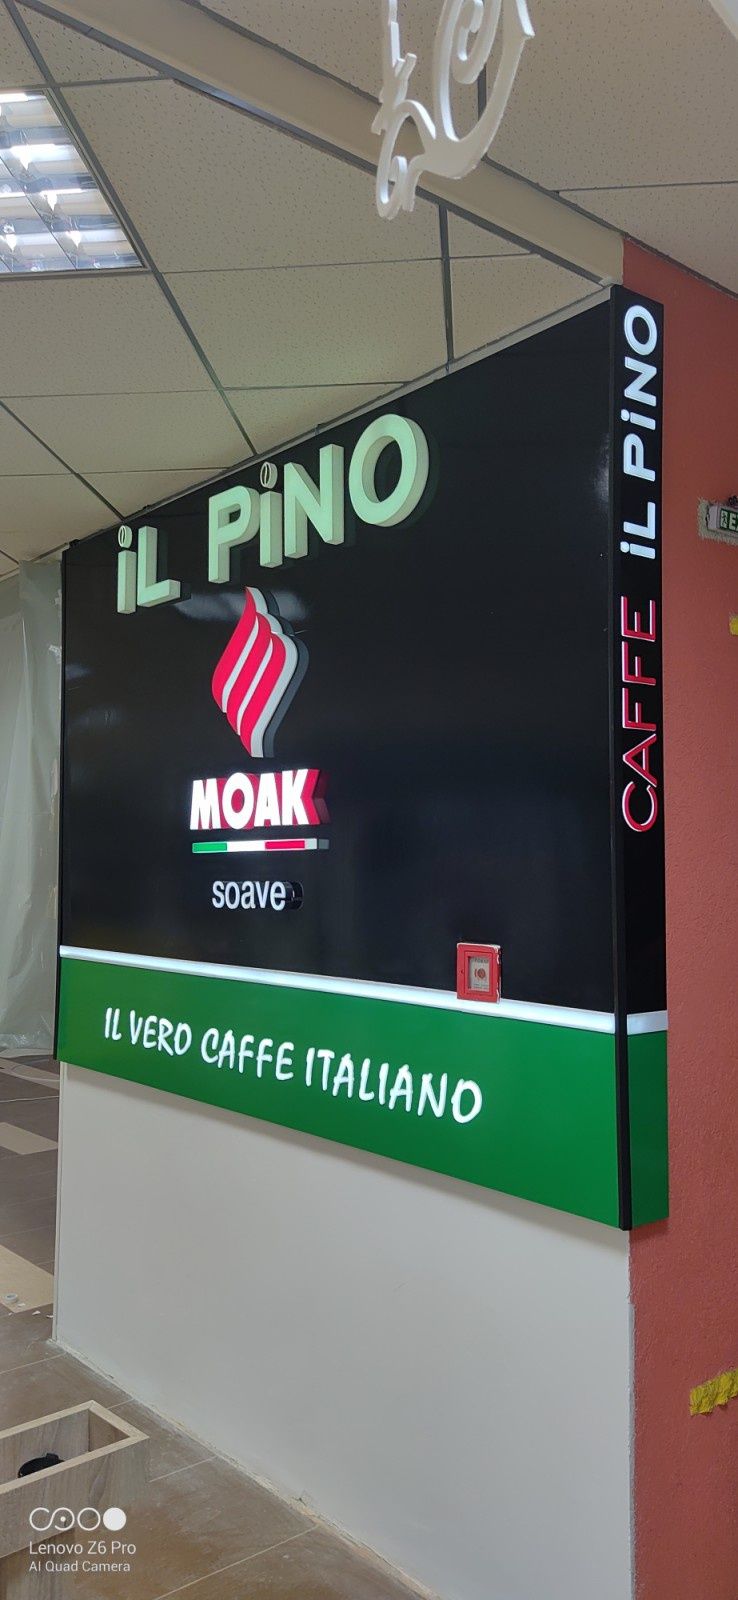 iL PiNO
MOAK
soave
IL VERO CAFFE ITALIANO
CAFFE iL PiNO
Lenovo Z6 Pro
AI Quad Camera